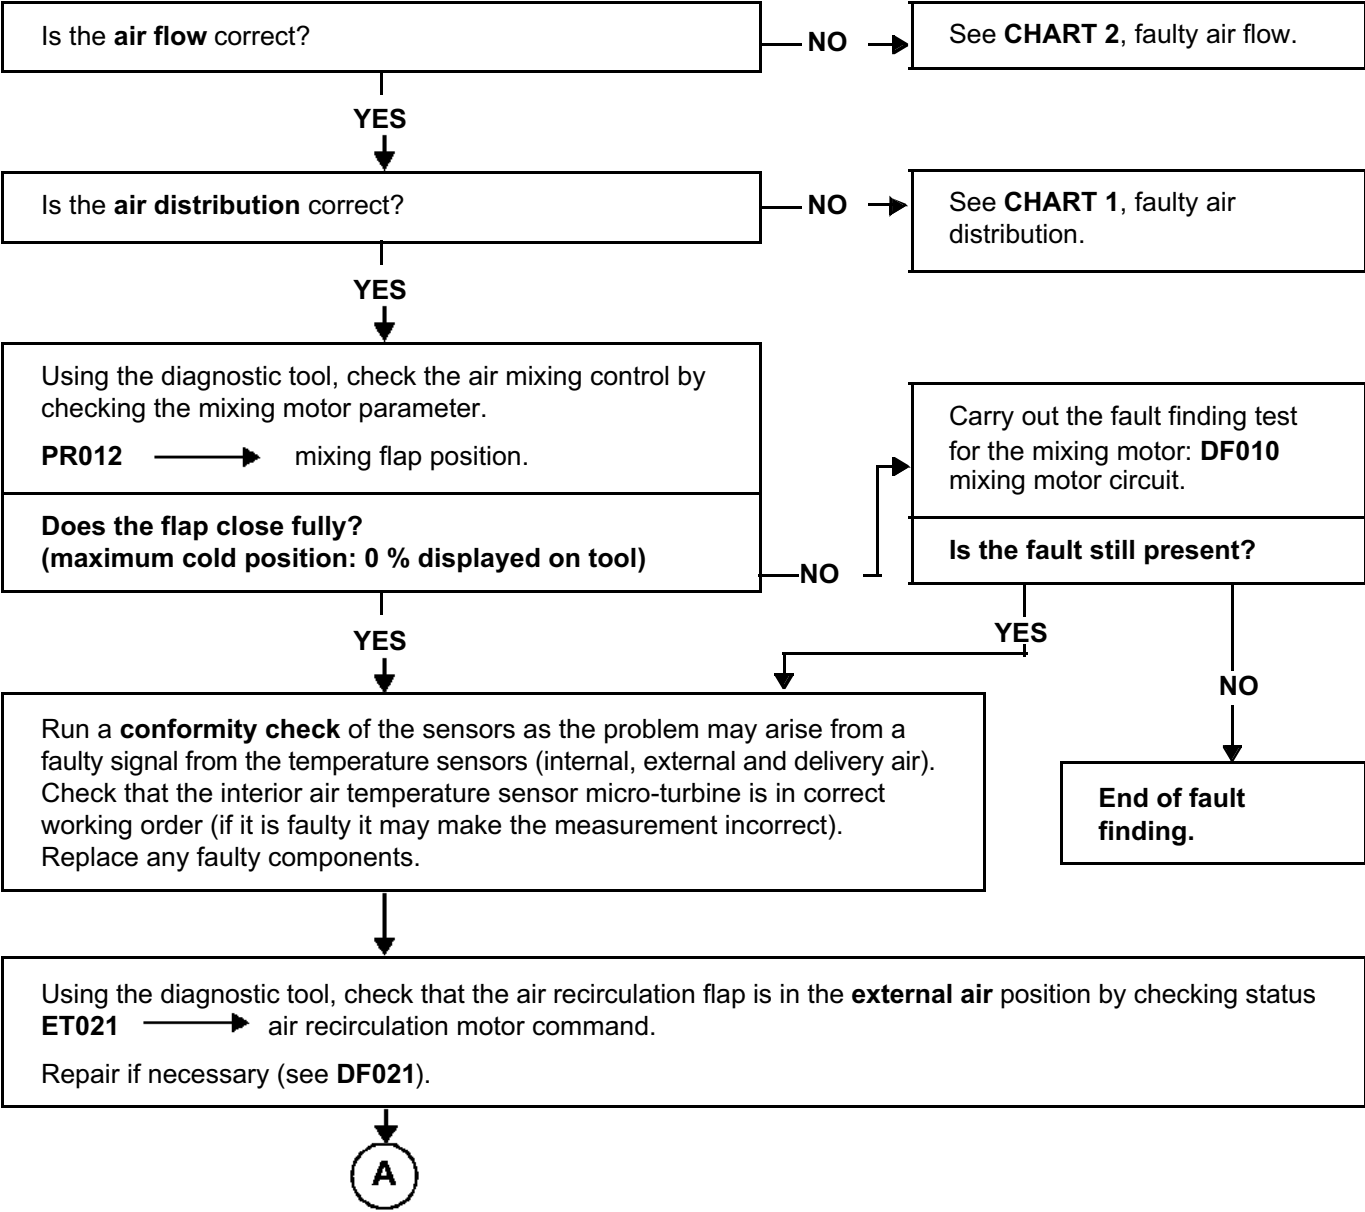 Is the air flow correct?
NO
See CHART 2, faulty air flow.
YES
Is the air distribution correct?
NO
See CHART 1, faulty air
distribution.
YES
Using the diagnostic tool, check the air mixing control by
checking the mixing motor parameter.
PR012 mixing flap position.
Does the flap close fully?
(maximum cold position: 0 % displayed on tool)
NO
Carry out the fault finding test
for the mixing motor: DF010
mixing motor circuit.
Is the fault still present?
YES
YES
NO
Run a conformity check of the sensors as the problem may arise from a
faulty signal from the temperature sensors (internal, external and delivery air).
Check that the interior air temperature sensor micro-turbine is in correct
working order (if it is faulty it may make the measurement incorrect).
Replace any faulty components.
End of fault
finding.
Using the diagnostic tool, check that the air recirculation flap is in the external air position by checking status
ET021 air recirculation motor command.
Repair if necessary (see DF021).
A